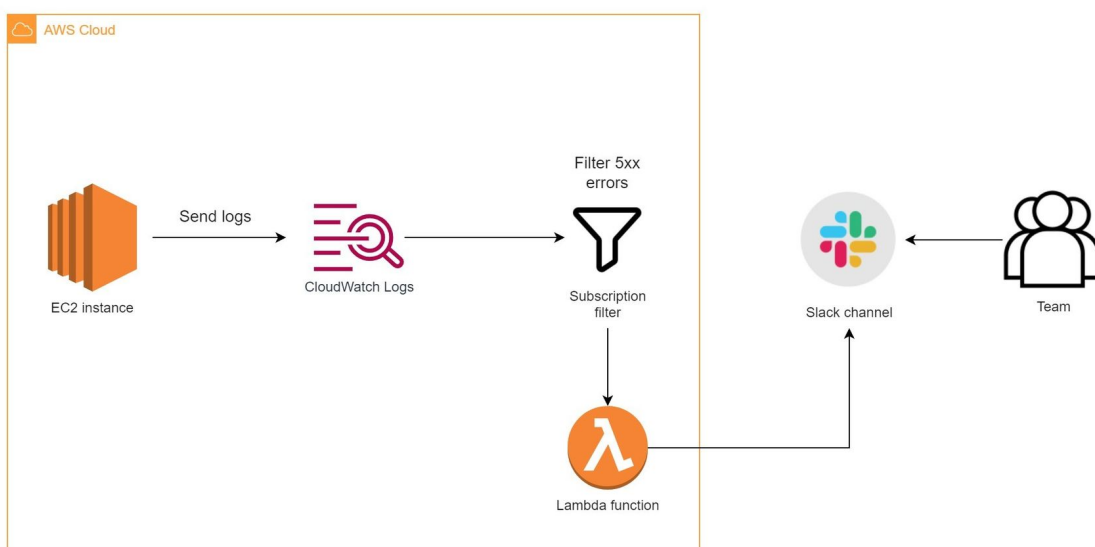 AWS Cloud
Filter 5xx
errors
Send logs
CloudWatch Logs
EC2 instance
Subscription
filter
Slack channel
Team
Lambda function